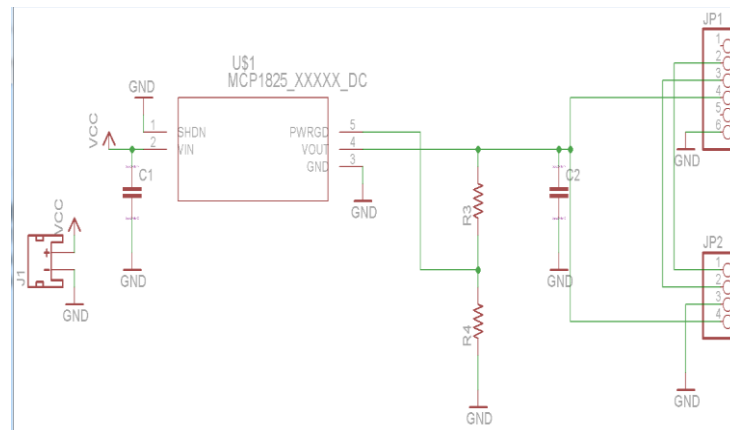 JP1
1
2
3
4
5
6
GND
U$1
MCP1825_XXXXX_DC
GND
VCC
1
SHDN
2
VIN
PWRGD
5
VOUT
4
GND
3
GND
C1
GND
VCC
J1
+
-
GND
R3
R4
GND
C2
GND
JP2
1
2
3
4
GND